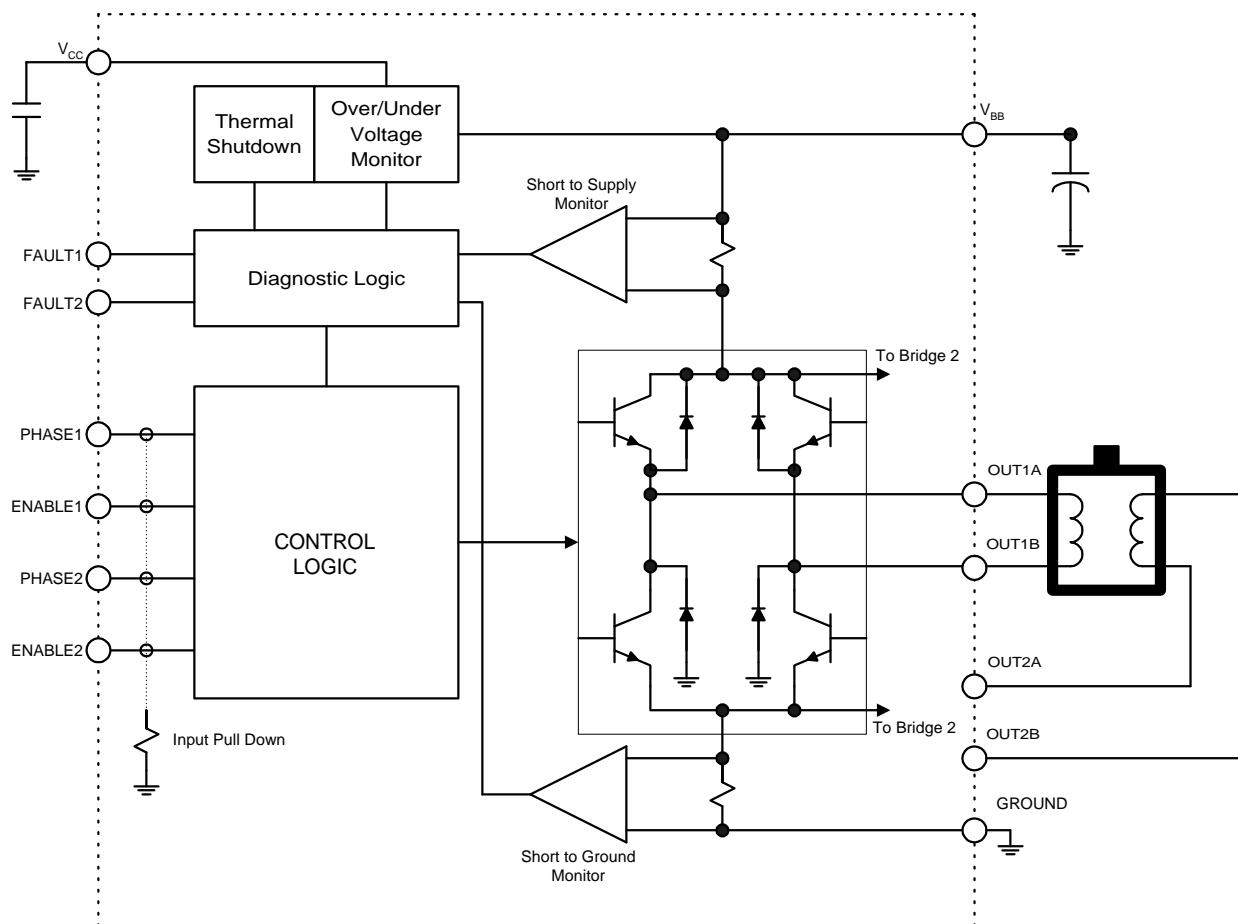 VCC
Thermal
Shutdown
Over/Under
Voltage
Monitor
VBB
Short to Supply
Monitor
FAULT1
FAULT2
Diagnostic Logic
To Bridge 2
PHASE1
ENABLE1
PHASE2
ENABLE2
CONTROL
LOGIC
OUT1A
OUT1B
OUT2A
To Bridge 2
OUT2B
Input Pull Down
GROUND
Short to Ground
Monitor